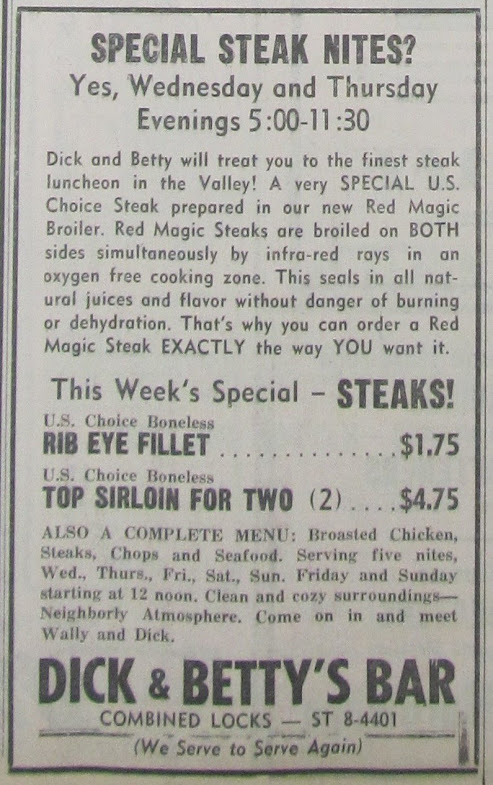 SPECIAL STEAK NITES?
Yes, Wednesday and Thursday
Evenings 5:00-11:30
Dick and Betty will treat you to the finest steak
luncheon in the Valley! A very SPECIAL U.S.
Choice Steak prepared in our new Red Magic
Broiler. Red Magic Steaks are broiled on BOTH
sides simultaneously by infra-red rays in an
oxygen free cooking zone. This seals in all nat-
ural juices and flavor without danger of burning
or dehydration. That's why you can order a Red
Magic Steak EXACTLY the way YOU want it.
This Week's Special – STEAKS!
U.S. Choice Boneless
RIB EYE FILLET ............... $1.75
U.S. Choice Boneless
TOP SIRLOIN FOR TWO (2) .... $4.75
ALSO A COMPLETE MENU: Broasted Chicken,
Steaks, Chops and Seafood. Serving five nites,
Wed., Thurs., Fri., Sat., Sun. Friday and Sunday
starting at 12 noon. Clean and cozy surroundings—
Neighborly Atmosphere. Come on in and meet
Wally and Dick.
DICK & BETTY'S BAR
COMBINED LOCKS — ST 8-4401
(We Serve to Serve Again)